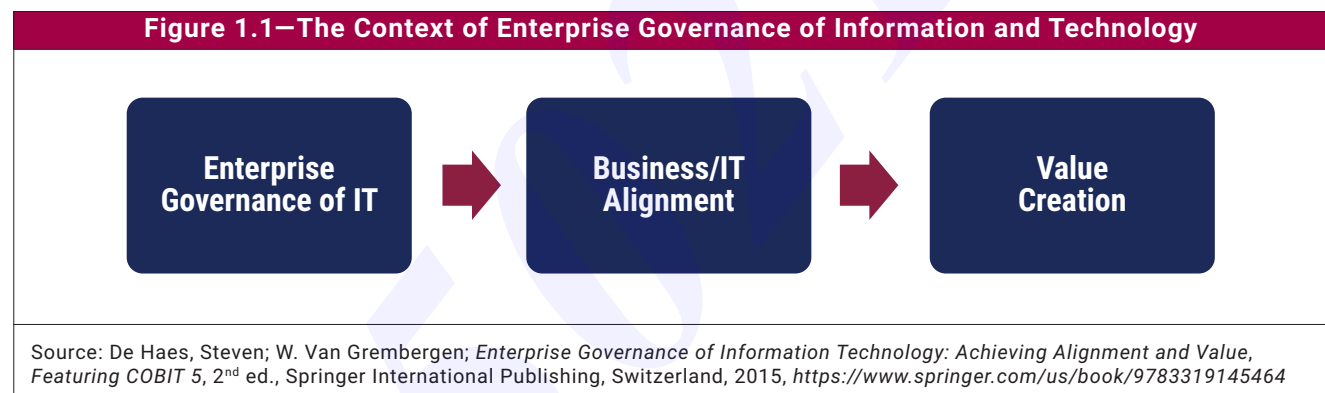 Figure 1.1—The Context of Enterprise Governance of Information and Technology
Enterprise
Governance of IT
Business/IT
Alignment
Value
Creation
Source: De Haes, Steven; W. Van Grembergen; Enterprise Governance of Information Technology: Achieving Alignment and Value,
Featuring COBIT 5, 2nd ed., Springer International Publishing, Switzerland, 2015, https://www.springer.com/us/book/9783319145464